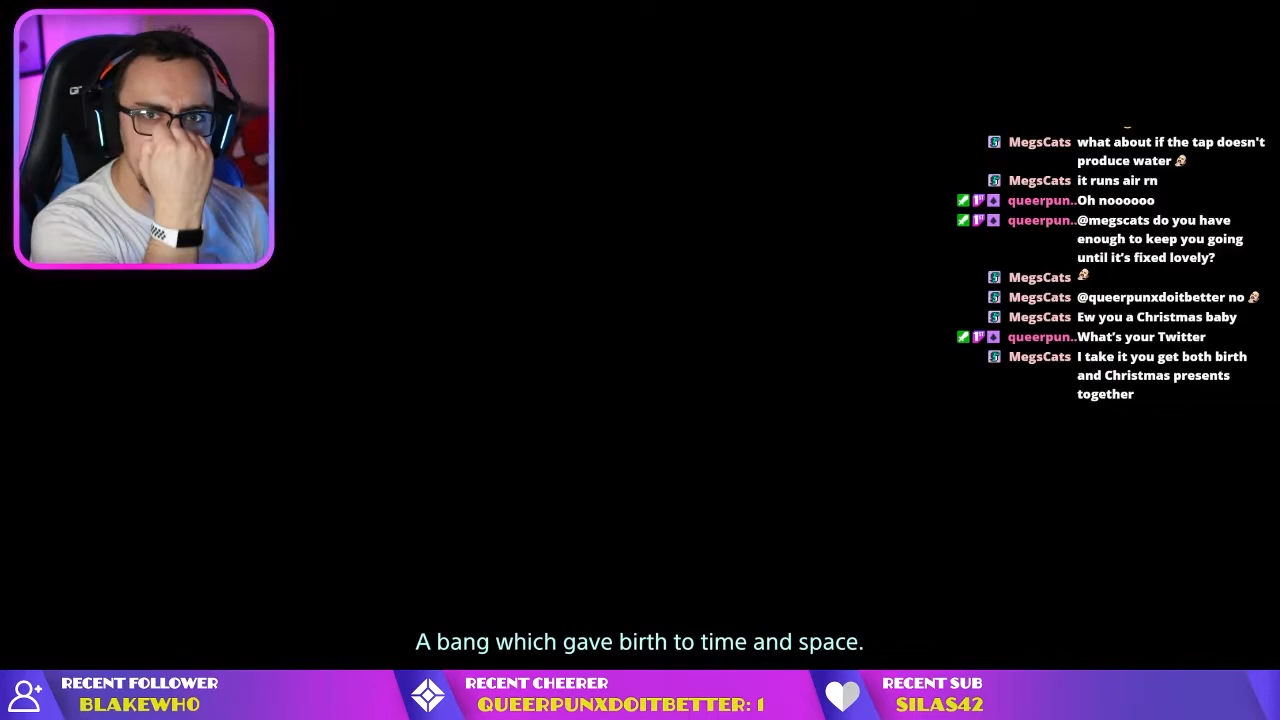 MegsCats what about if the tap doesn't
produce water
MegsCats it runs air rn
queerpun..Oh noooooo
queerpun..@megscats do you have
enough to keep you going
until it's fixed lovely?
MegsCats
MegsCats @queerpunxdoitbetter no
MegsCats Ew you a Christmas baby
queerpun..What's your Twitter
MegsCats I take it you get both birth
and Christmas presents
together
A bang which gave birth to time and space.
RECENT FOLLOWER
BLAKEWHO
RECENT CHEERER
QUEERPUNXDOITBETTER: 1
RECENT SUB
SILAS42